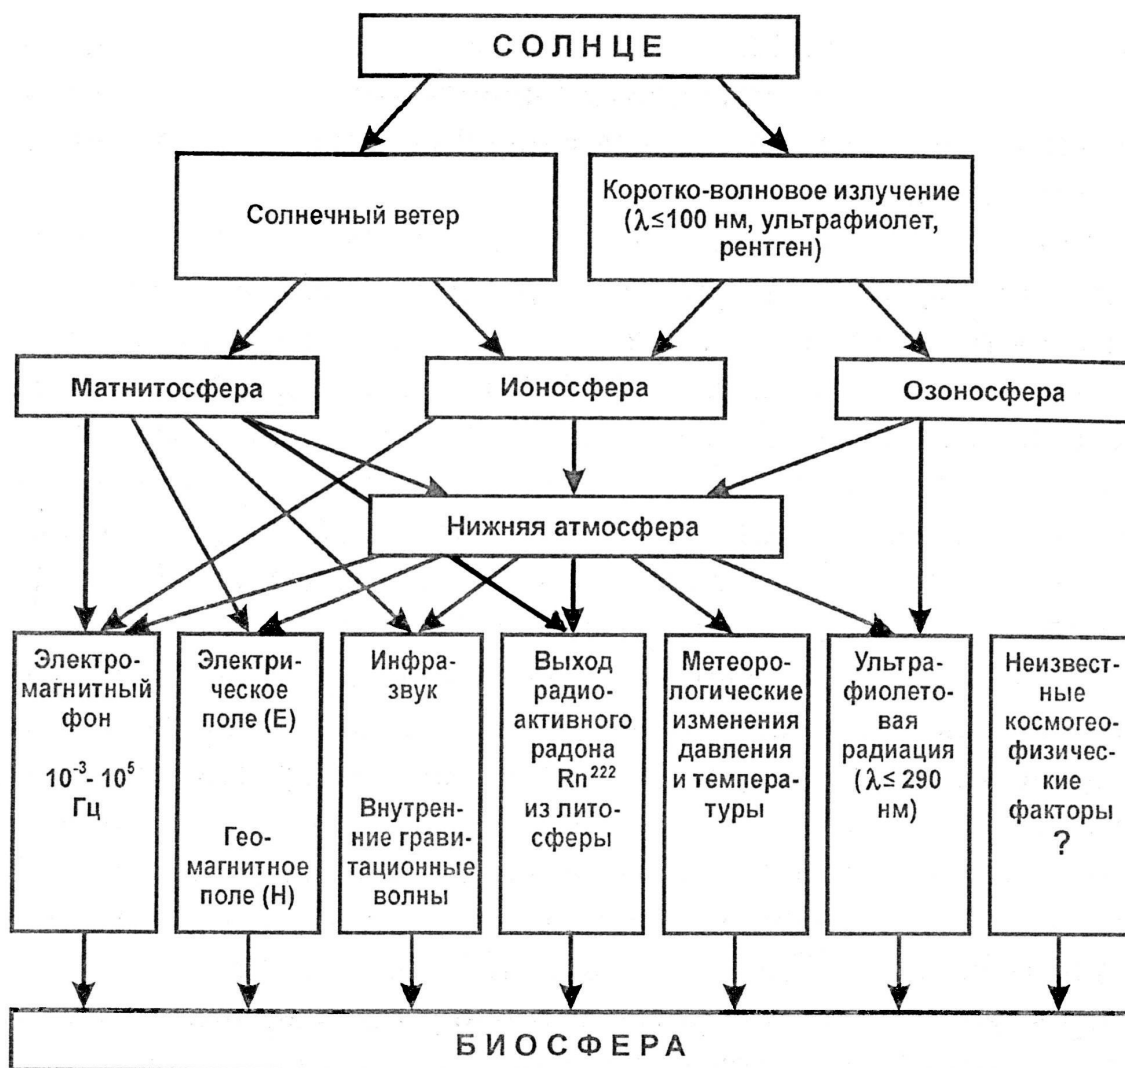 СОЛНЦЕ
Солнечный ветер
Коротко-волновое излучение
(λ≤100 нм, ультрафиолет,
рентген)
Матнитосфера
Ионосфера
Озоносфера
Нижняя атмосфера
Электро-
магнитный
фон
10⁻³- 10⁵
Гц
Электри-
ческое
поле (E)
Гео-
магнитное
поле (H)
Инфра-
звук
Внутрен-
ние грави-
тационные
волны
Выход
радио-
активного
радона
Rn²²²
из лито-
сферы
Метеоро-
логические
изменения
давления
и темпера-
туры
Ультра-
фиолето-
вая
радиация
(λ≤ 290
нм)
Неизвест-
ные
космогео-
физичес-
кие
факторы
?
БИОСФЕРА